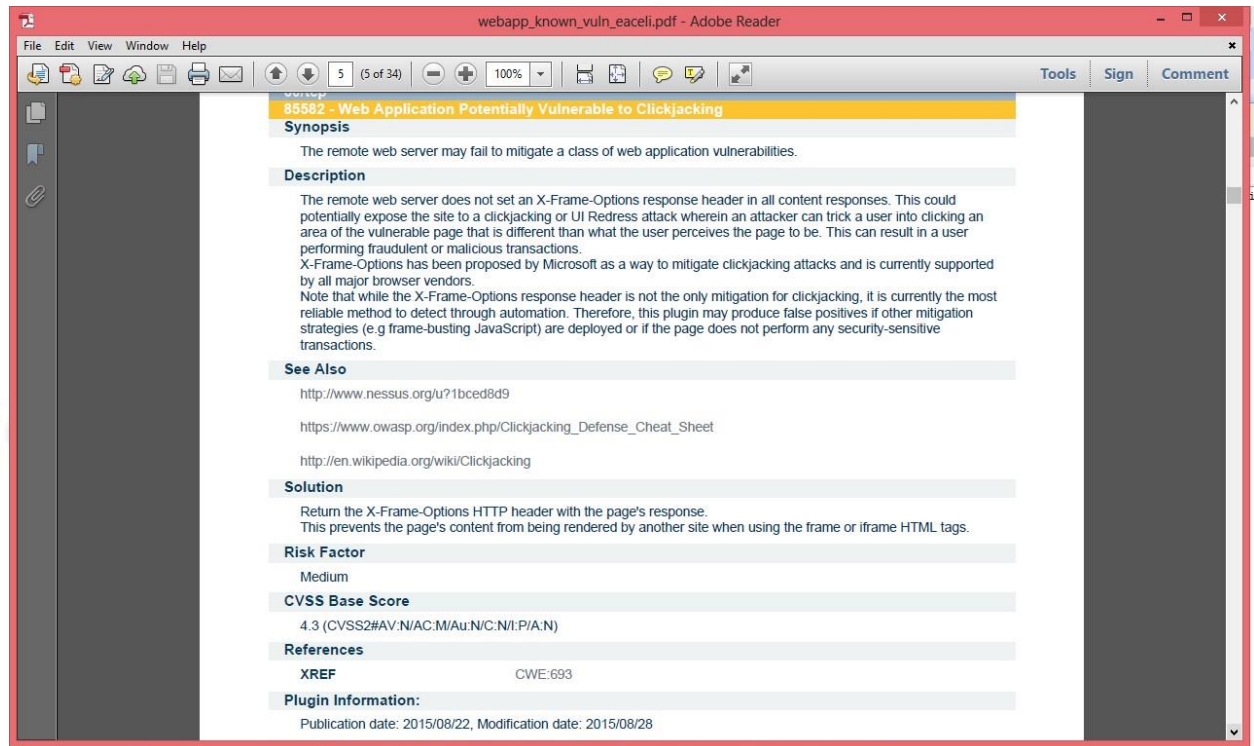 webapp_known_vuln_eaceli.pdf - Adobe Reader
File Edit View Window Help
5 (5 of 34) 100% Tools Sign Comment
85582 - Web Application Potentially Vulnerable to Clickjacking
Synopsis
The remote web server may fail to mitigate a class of web application vulnerabilities.
Description
The remote web server does not set an X-Frame-Options response header in all content responses. This could
potentially expose the site to a clickjacking or UI Redress attack wherein an attacker can trick a user into clicking an
area of the vulnerable page that is different than what the user perceives the page to be. This can result in a user
performing fraudulent or malicious transactions.
X-Frame-Options has been proposed by Microsoft as a way to mitigate clickjacking attacks and is currently supported
by all major browser vendors.
Note that while the X-Frame-Options response header is not the only mitigation for clickjacking, it is currently the most
reliable method to detect through automation. Therefore, this plugin may produce false positives if other mitigation
strategies (e.g frame-busting JavaScript) are deployed or if the page does not perform any security-sensitive
transactions.
See Also
http://www.nessus.org/u?1bced8d9
https://www.owasp.org/index.php/Clickjacking_Defense_Cheat_Sheet
http://en.wikipedia.org/wiki/Clickjacking
Solution
Return the X-Frame-Options HTTP header with the page's response.
This prevents the page's content from being rendered by another site when using the frame or iframe HTML tags.
Risk Factor
Medium
CVSS Base Score
4.3 (CVSS2#AV:N/AC:M/Au:N/C:N/I:P/A:N)
References
XREF CWE:693
Plugin Information:
Publication date: 2015/08/22, Modification date: 2015/08/28